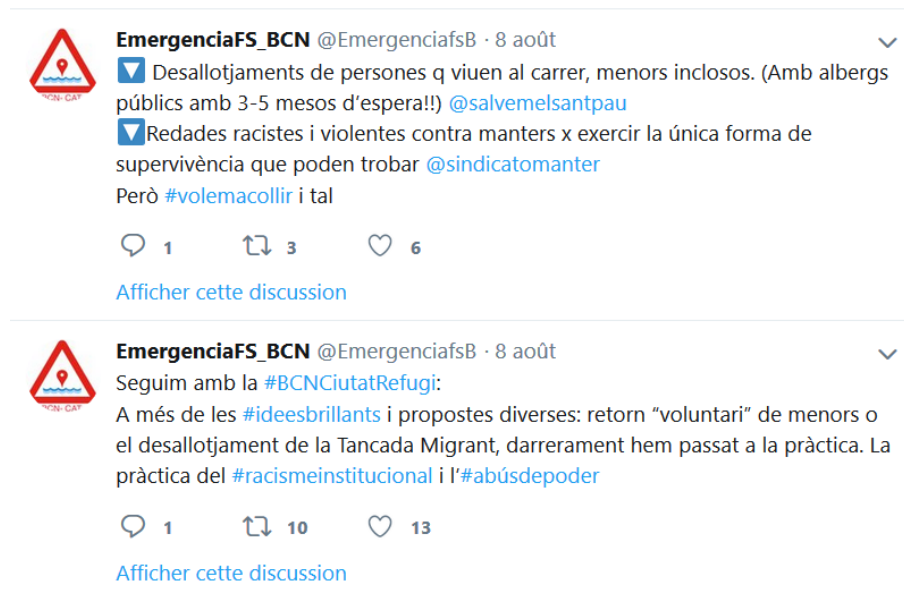 EmergenciaFS_BCN @EmergenciafsB · 8 août
🔽 Desallotjaments de persones q viuen al carrer, menors inclosos. (Amb albergs
públics amb 3-5 mesos d'espera!!) @salvemelsantpau
🔽Redades racistes i violentes contra manters x exercir la única forma de
supervivència que poden trobar @sindicatomanter
Però #volemacollir i tal
1 3 6
Afficher cette discussion
EmergenciaFS_BCN @EmergenciafsB · 8 août
Seguim amb la #BCNCiutatRefugi:
A més de les #ideesbrillants i propostes diverses: retorn “voluntari” de menors o
el desallotjament de la Tancada Migrant, darrerament hem passat a la pràctica. La
pràctica del #racismeinstitucional i l’#abúsdepoder
1 10 13
Afficher cette discussion